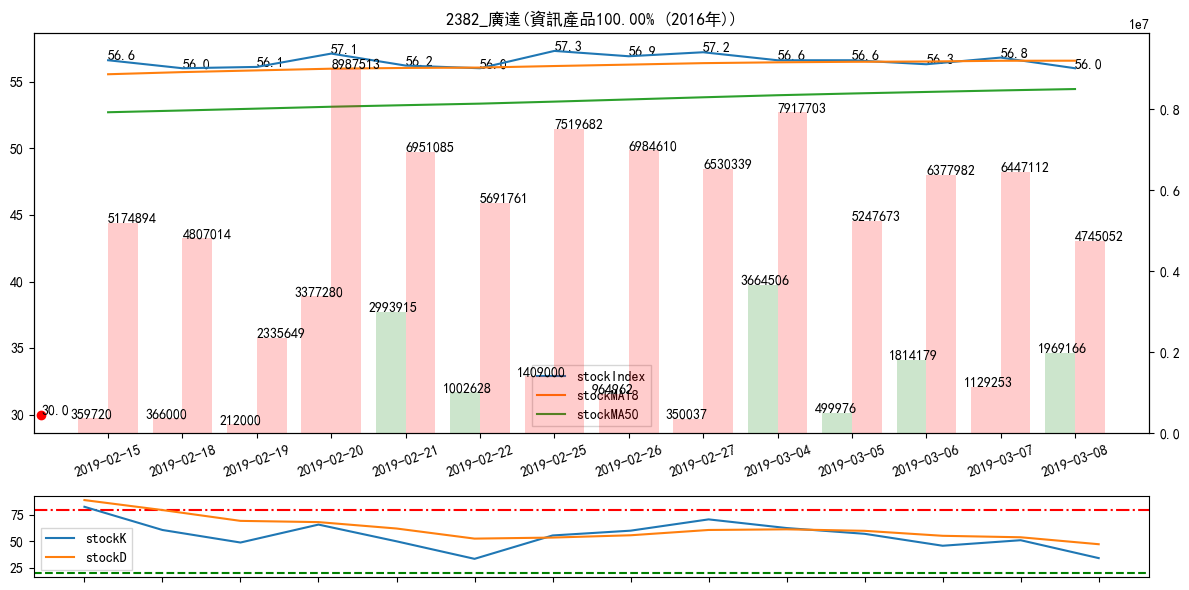 2382_廣達(資訊產品100.00% (2016年))
1e7
56.6 56.0 56.1 57.1 56.2 56.0 57.3 56.9 57.2 56.6 56.6 56.3 56.8 56.0
5174894 4807014 2335649 8987513 6951085 5691761 7519682 6984610 6530339 7917703 5247673 6377982 6447112 4745052
359720 366000 212000 3377280 2993915 1002628 1409000 964962 350037 3664506 499976 1814179 1129253 1969166
30.0
55
50
45
40
35
30
0.8
0.6
0.4
0.2
0.0
stockIndex
stockMA18
stockMA50
2019-02-15 2019-02-18 2019-02-19 2019-02-20 2019-02-21 2019-02-22 2019-02-25 2019-02-26 2019-02-27 2019-03-04 2019-03-05 2019-03-06 2019-03-07 2019-03-08
75
50
25
stockK
stockD